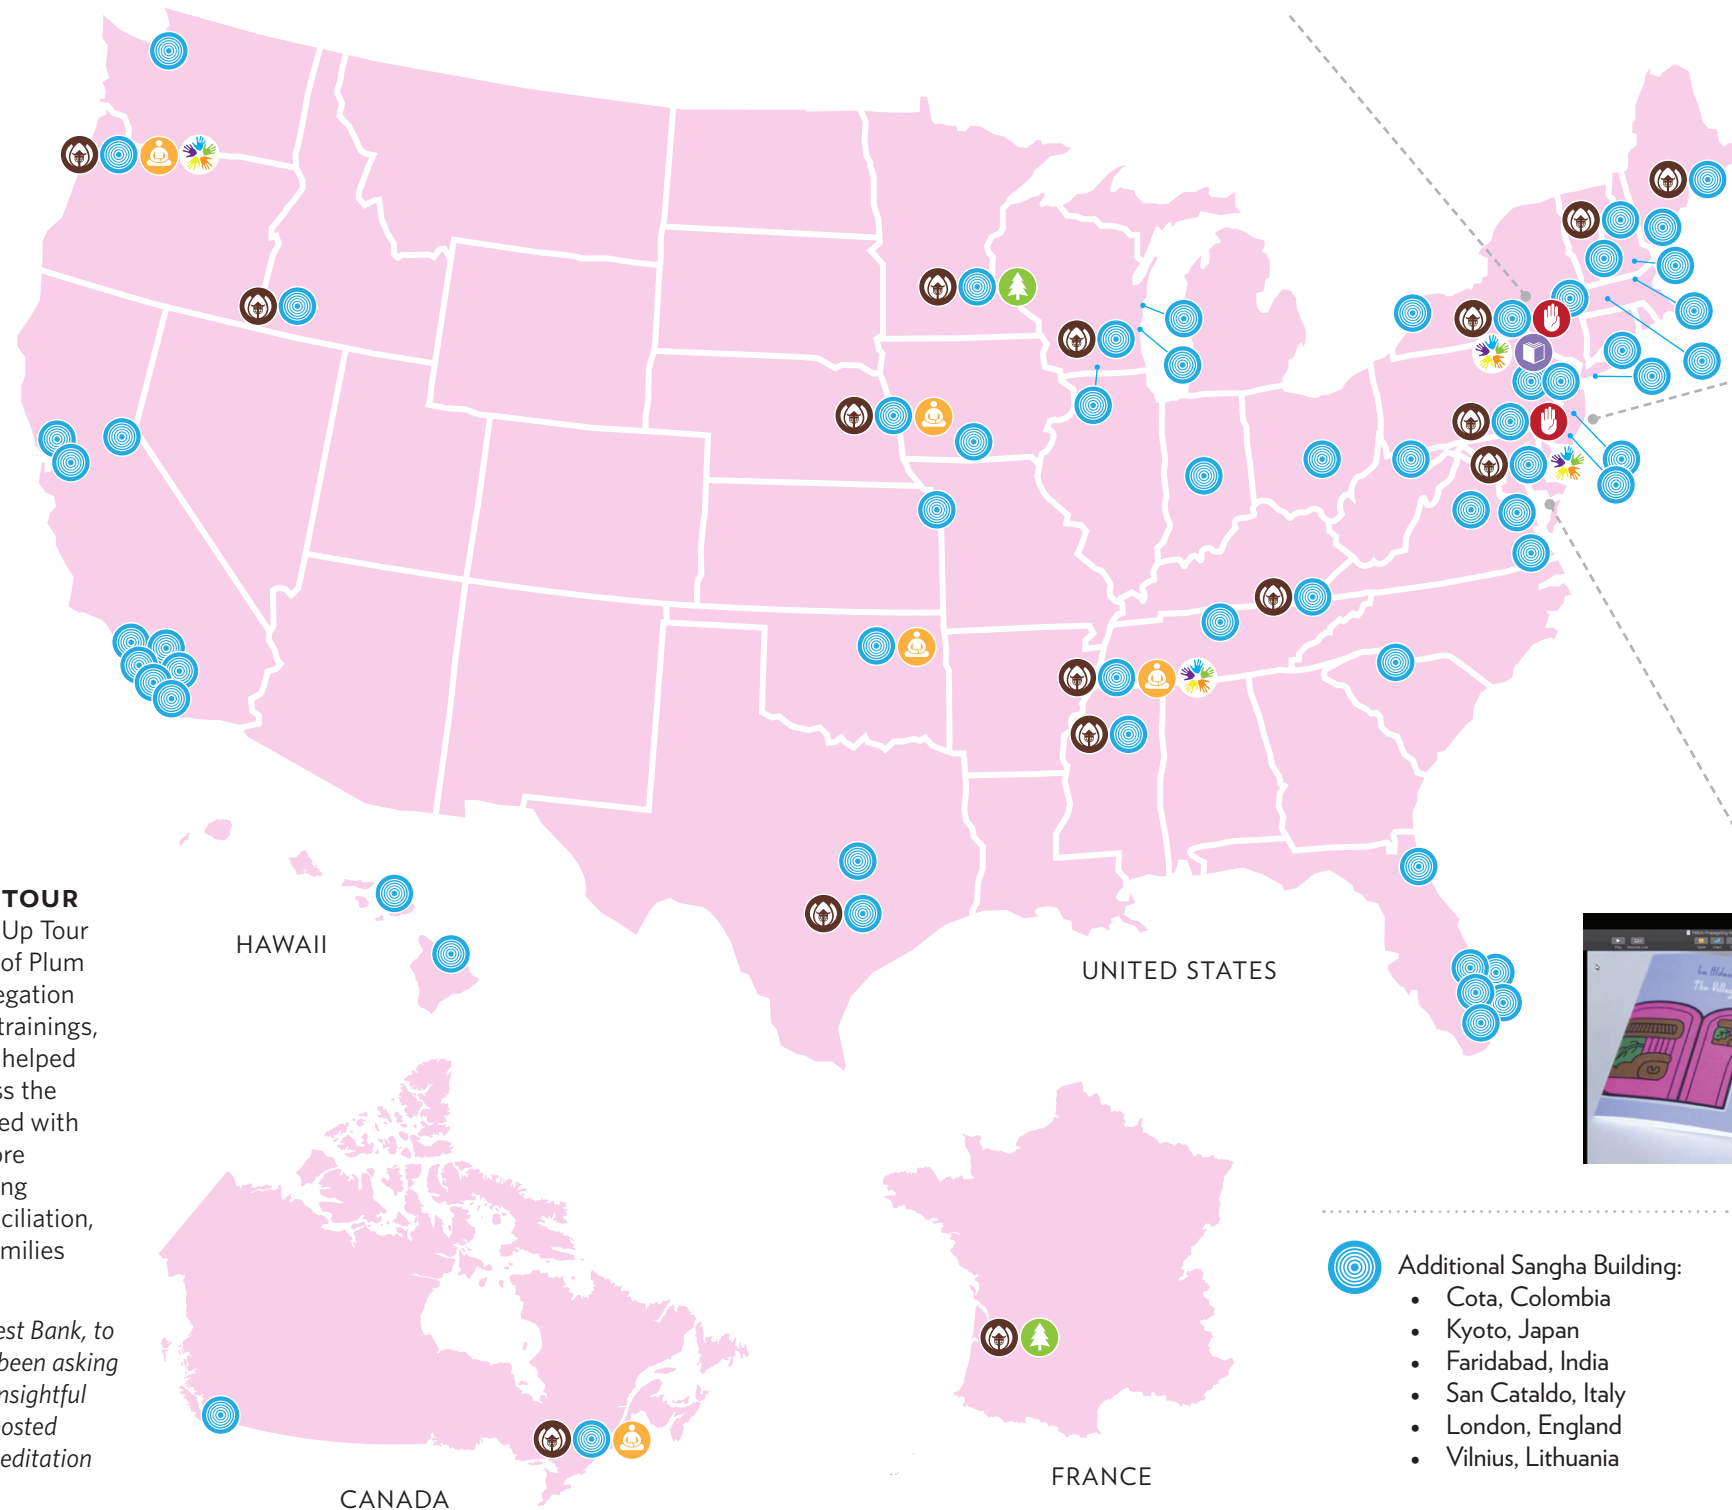 TOUR
Up Tour
of Plum
egation
trainings,
helped
ss the
ed with
ore
ng
ciliation,
milies
est Bank, to
been asking
nsightful
osted
editation
HAWAII
UNITED STATES
CANADA
FRANCE
Additional Sangha Building:
• Cota, Colombia
• Kyoto, Japan
• Faridabad, India
• San Cataldo, Italy
• London, England
• Vilnius, Lithuania